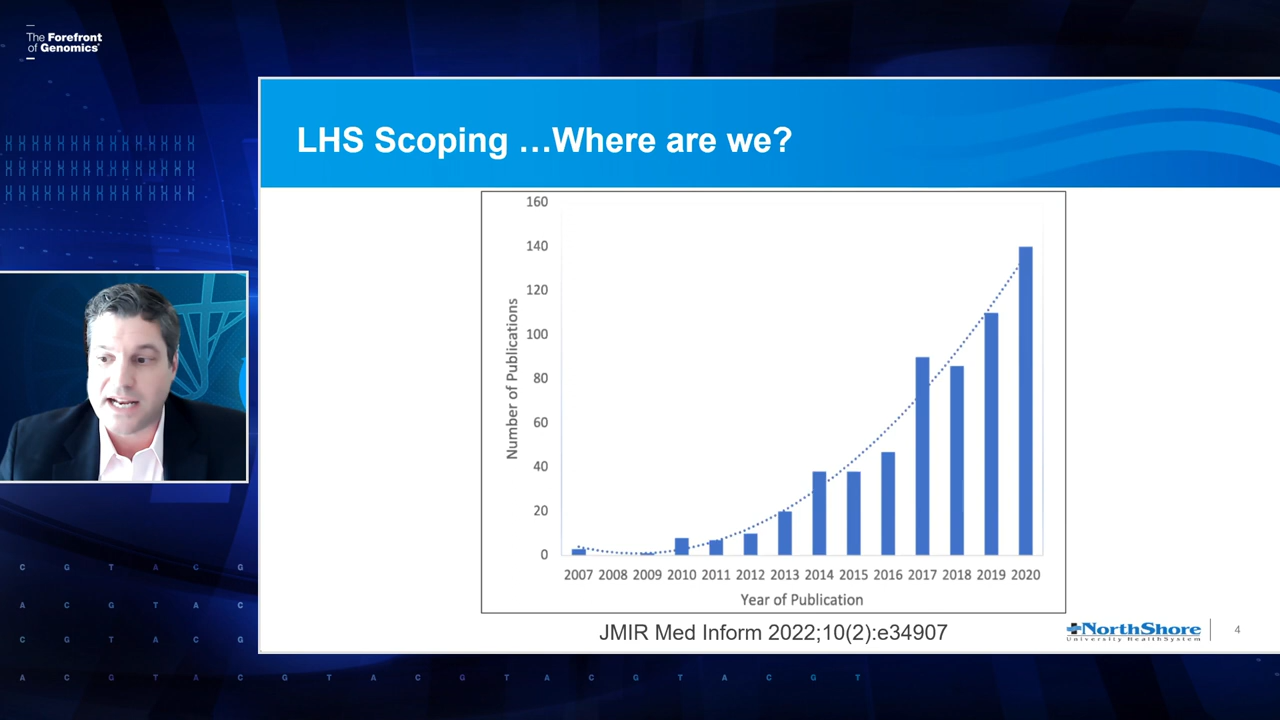 The Forefront
of Genomics®
LHS Scoping …Where are we?
160
140
120
100
80
60
40
20
0
Number of Publications
2007 2008 2009 2010 2011 2012 2013 2014 2015 2016 2017 2018 2019 2020
Year of Publication
JMIR Med Inform 2022;10(2):e34907
NorthShore
University HealthSystem
4
C G T A C G
A C G T A C
C G T A C G
A C G T A C G T A C G T A C G T A C G T